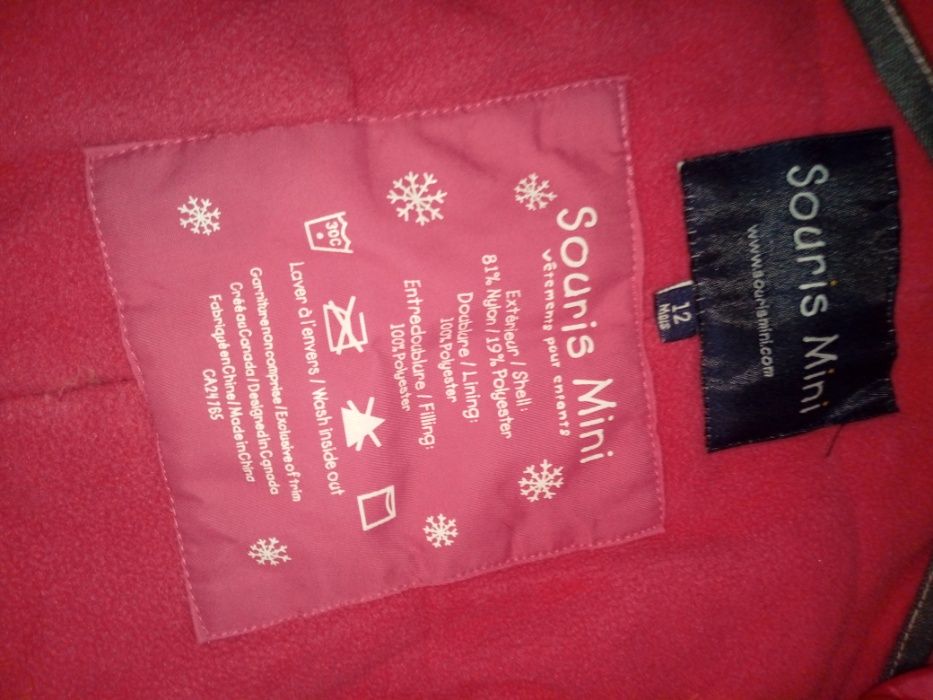 Souris Mini
www.sourismini.com
12
Mois
Souris Mini
vêtements pour enfants
Extérieur / Shell:
81% Nylon / 19% Polyester
Doublure / Lining:
100% Polyester
Entredoublure / Filling:
100% Polyester
30C
Laver à l'envers / Wash inside out
Garniture non comprise / Exclusive of trim
Créé au Canada / Designed in Canada
Fabriqué en Chine / Made in China
CA24765